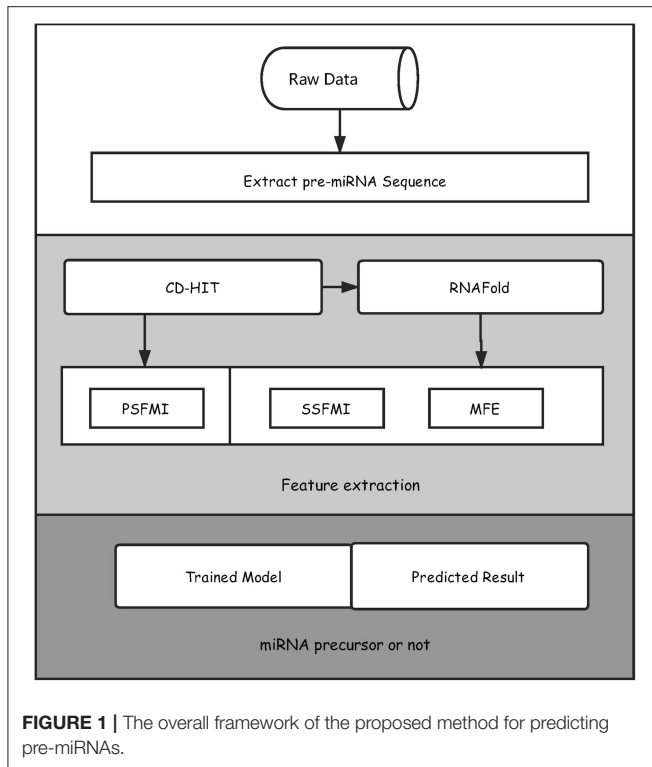 Raw Data
Extract pre-miRNA Sequence
CD-HIT
RNAFold
PSFMI
SSFMI
MFE
Feature extraction
Trained Model
Predicted Result
miRNA precursor or not
FIGURE 1 | The overall framework of the proposed method for predicting
pre-miRNAs.